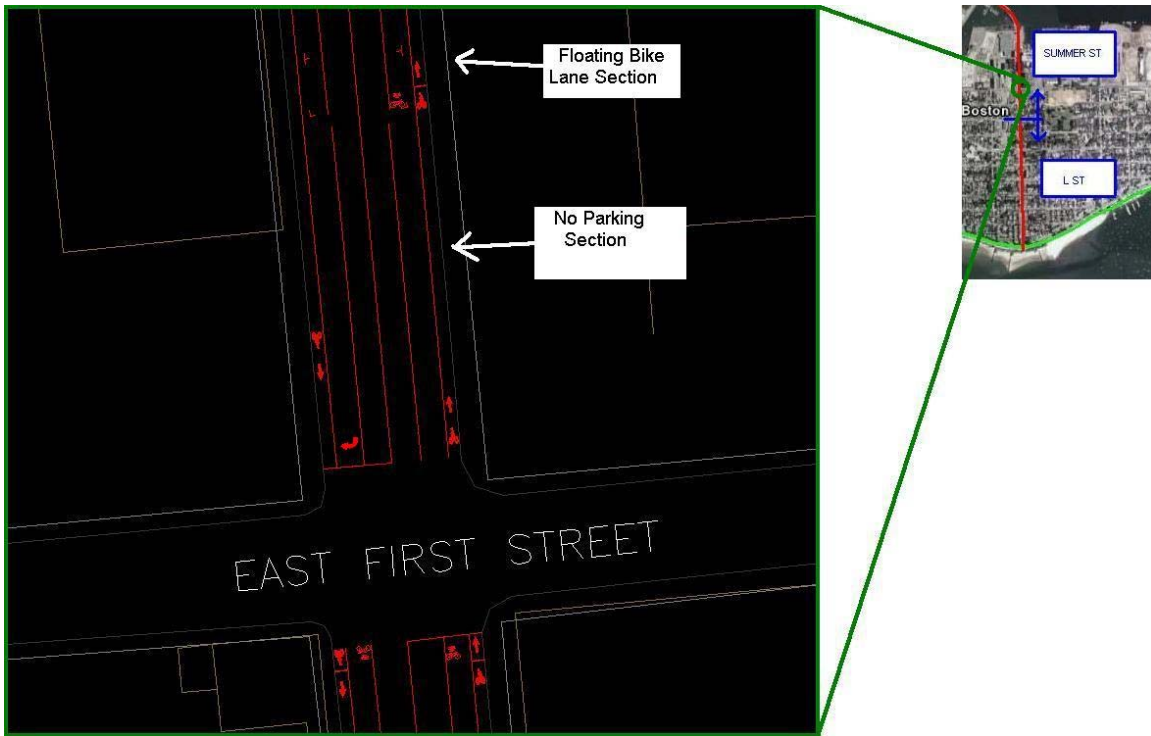 Floating Bike
Lane Section
No Parking
Section
EAST FIRST STREET
SUMMER ST
Boston
L ST